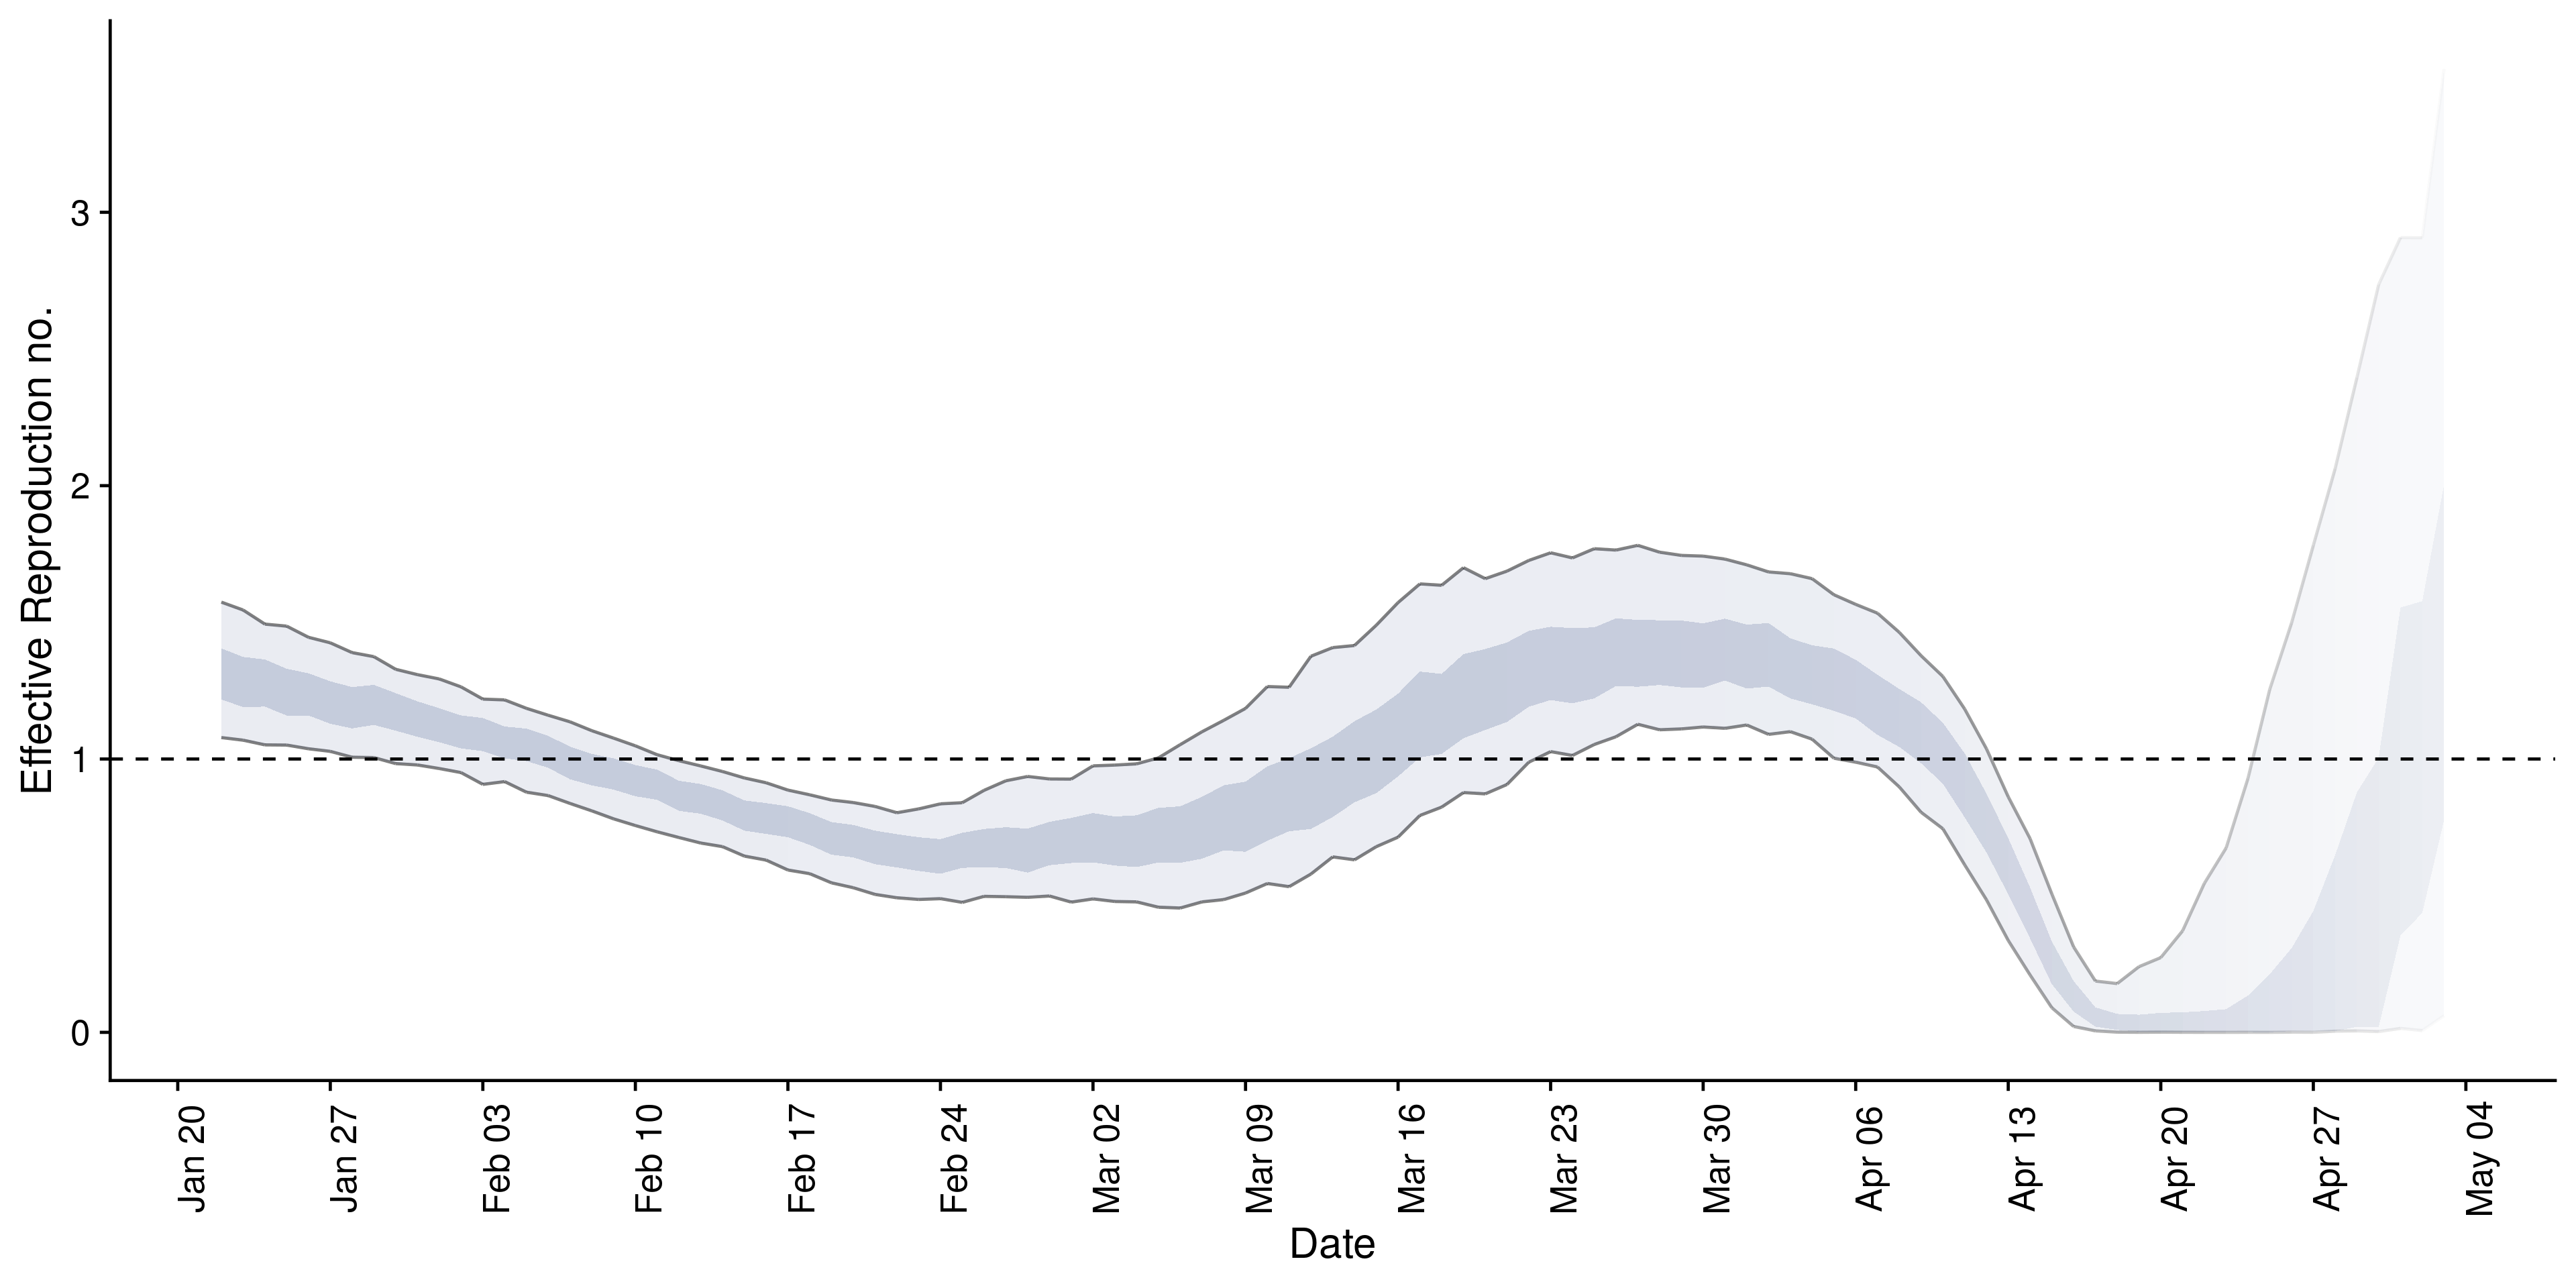 Effective Reproduction no.
3
2
1
0
Jan 20
Jan 27
Feb 03
Feb 10
Feb 17
Feb 24
Mar 02
Mar 09
Mar 16
Mar 23
Mar 30
Apr 06
Apr 13
Apr 20
Apr 27
May 04
Date